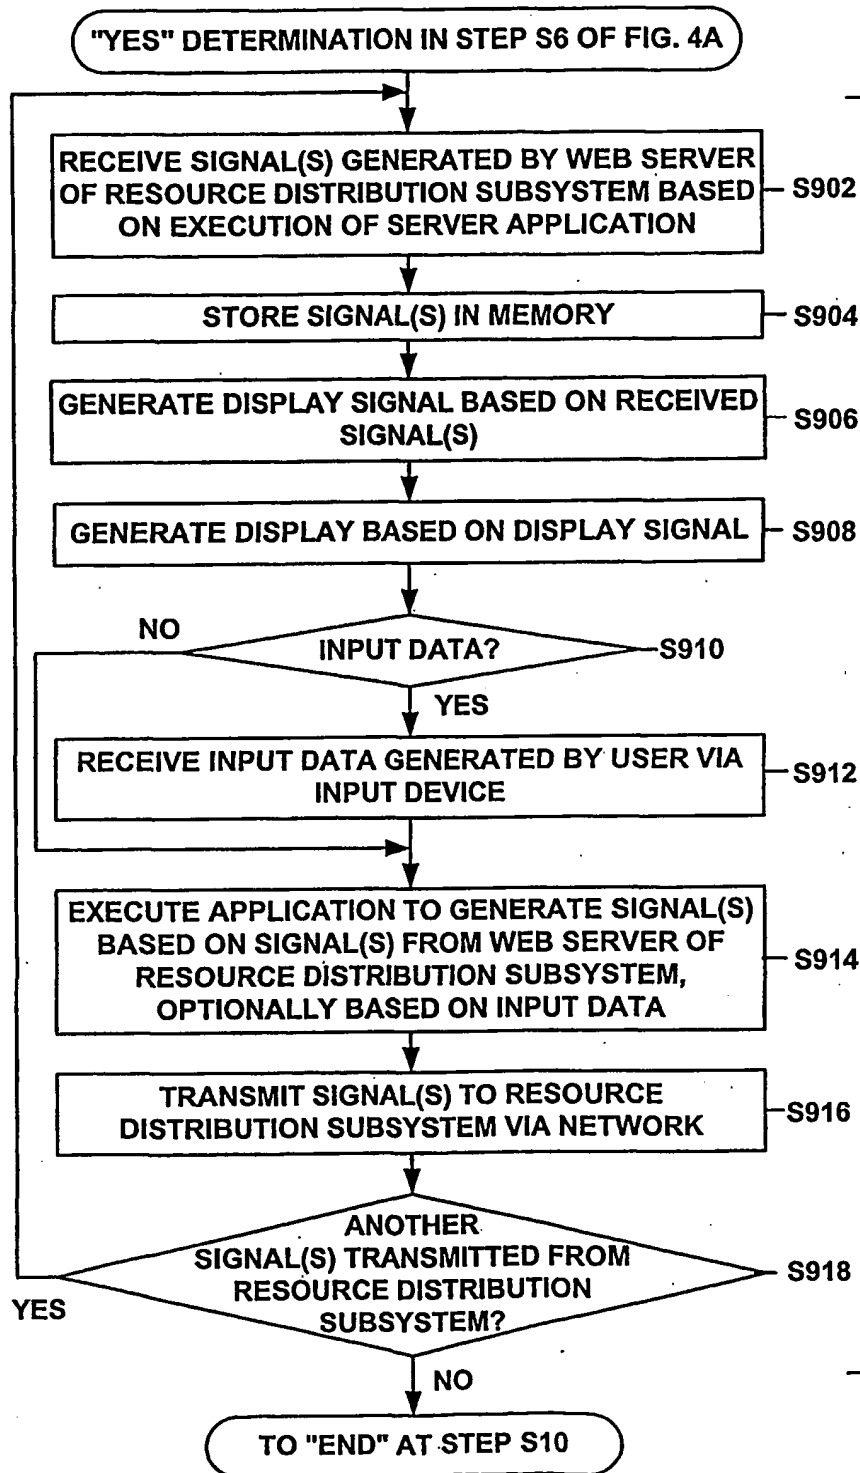 "YES" DETERMINATION IN STEP S6 OF FIG. 4A
RECEIVE SIGNAL(S) GENERATED BY WEB SERVER
OF RESOURCE DISTRIBUTION SUBSYSTEM BASED
ON EXECUTION OF SERVER APPLICATION
S902
STORE SIGNAL(S) IN MEMORY
S904
GENERATE DISPLAY SIGNAL BASED ON RECEIVED
SIGNAL(S)
S906
GENERATE DISPLAY BASED ON DISPLAY SIGNAL
S908
NO
INPUT DATA?
S910
YES
RECEIVE INPUT DATA GENERATED BY USER VIA
INPUT DEVICE
S912
EXECUTE APPLICATION TO GENERATE SIGNAL(S)
BASED ON SIGNAL(S) FROM WEB SERVER OF
RESOURCE DISTRIBUTION SUBSYSTEM,
OPTIONALLY BASED ON INPUT DATA
S914
TRANSMIT SIGNAL(S) TO RESOURCE
DISTRIBUTION SUBSYSTEM VIA NETWORK
S916
ANOTHER
SIGNAL(S) TRANSMITTED FROM
RESOURCE DISTRIBUTION
SUBSYSTEM?
S918
YES
NO
TO "END" AT STEP S10